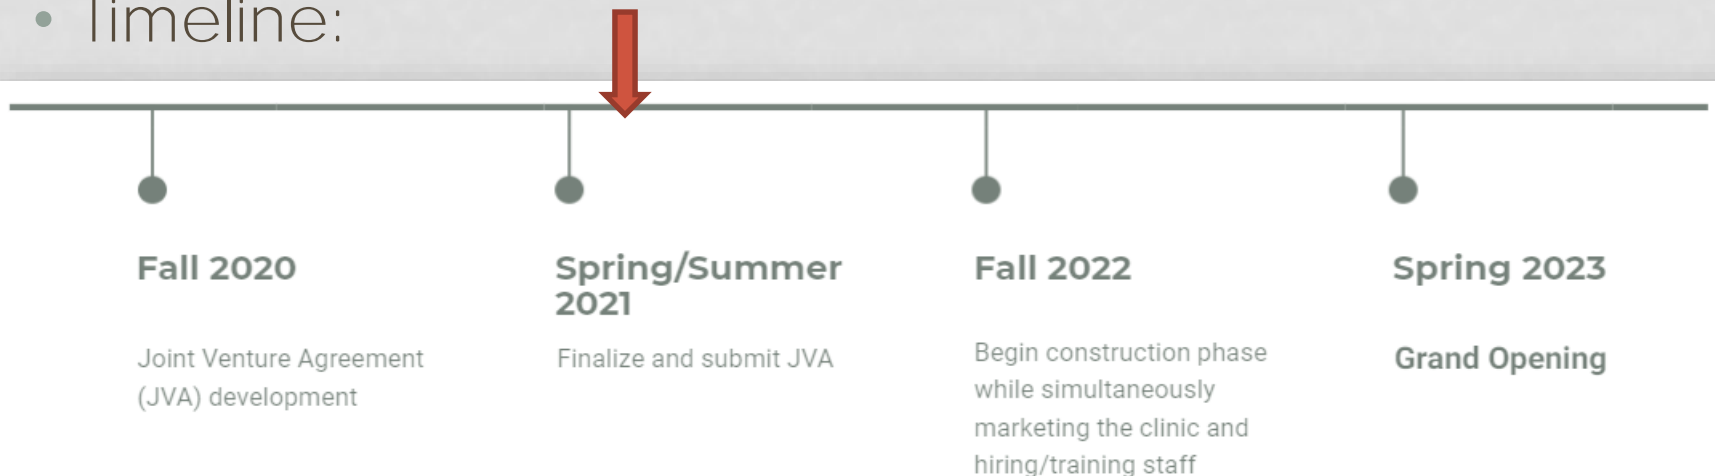 • Timeline:
Fall 2020
Spring/Summer
2021
Fall 2022
Spring 2023
Joint Venture Agreement
(JVA) development
Finalize and submit JVA
Begin construction phase
while simultaneously
marketing the clinic and
hiring/training staff
Grand Opening